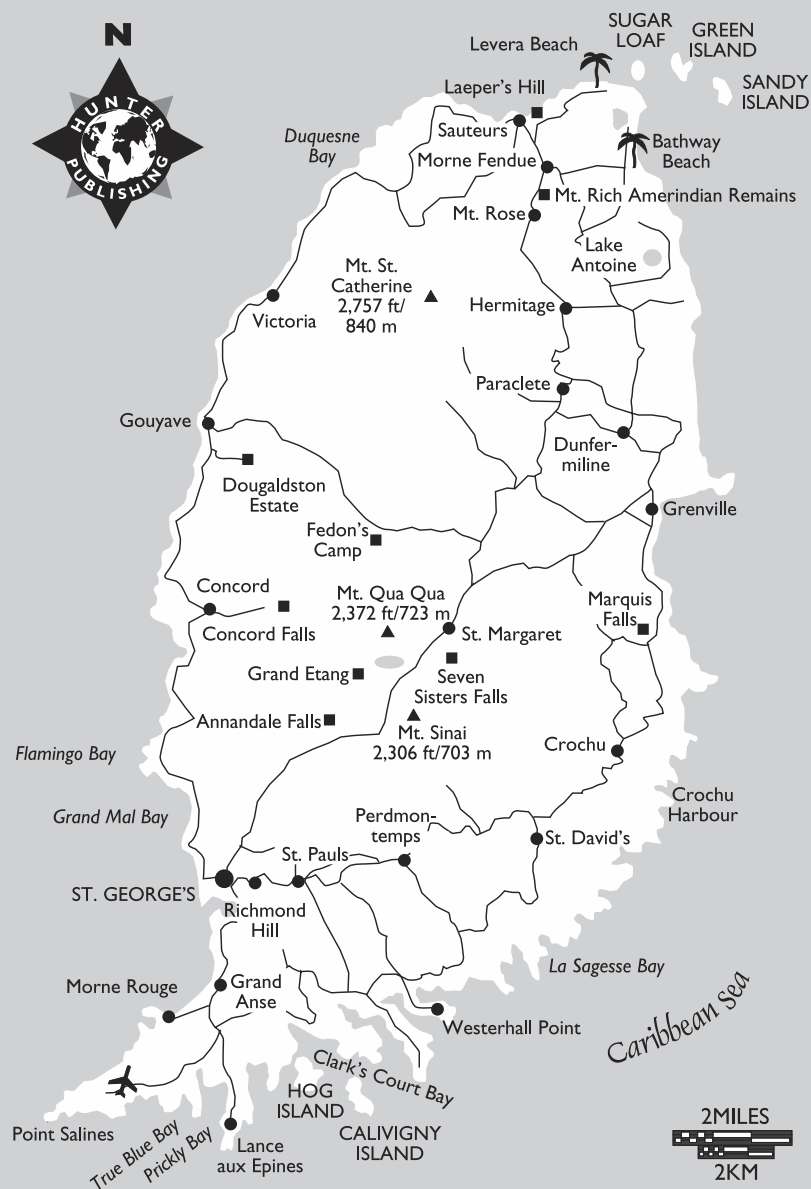 N
HUNTER
PUBLISHING
SUGAR
LOAF
GREEN
ISLAND
SANDY
ISLAND
Levera Beach
Laeper's Hill
Duquesne
Bay
Sauteurs
Morne Fendue
Bathway
Beach
Mt. Rich Amerindian Remains
Mt. Rose
Lake
Antoine
Mt. St.
Catherine
2,757 ft/
840 m
Victoria
Hermitage
Paraclete
Gouyave
Dunfer-
miline
Dougaldston
Estate
Grenville
Fedon's
Camp
Concord
Concord Falls
Mt. Qua Qua
2,372 ft/723 m
Marquis
Falls
St. Margaret
Grand Etang
Seven
Sisters Falls
Annandale Falls
Mt. Sinai
2,306 ft/703 m
Crochu
Flamingo Bay
Grand Mal Bay
Crochu
Harbour
Perdmon-
temps
St. David's
St. Pauls
ST. GEORGE'S
Richmond
Hill
La Sagesse Bay
Morne Rouge
Grand
Anse
Westerhall Point
Caribbean Sea
Clark's Court Bay
HOG
ISLAND
CALIVIGNY
ISLAND
Point Salines
True Blue Bay
Prickly Bay
Lance
aux Epines
2MILES
2KM